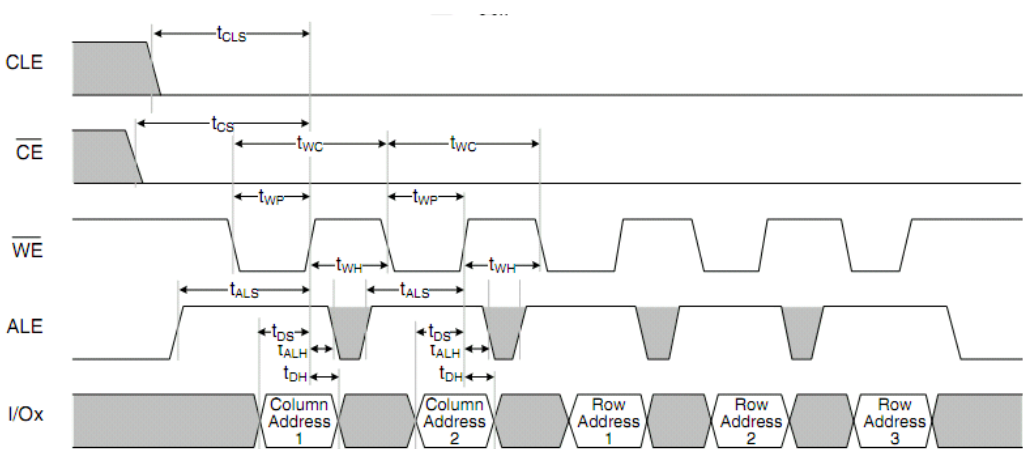 tCLS
CLE
tCS
CE
tWC tWC
tWP tWP
WE
tWH tWH
tALS tALS
ALE
tDS tDS
tALH tALH
tDH tDH
I/Ox
Column
Address
1
Column
Address
2
Row
Address
1
Row
Address
2
Row
Address
3